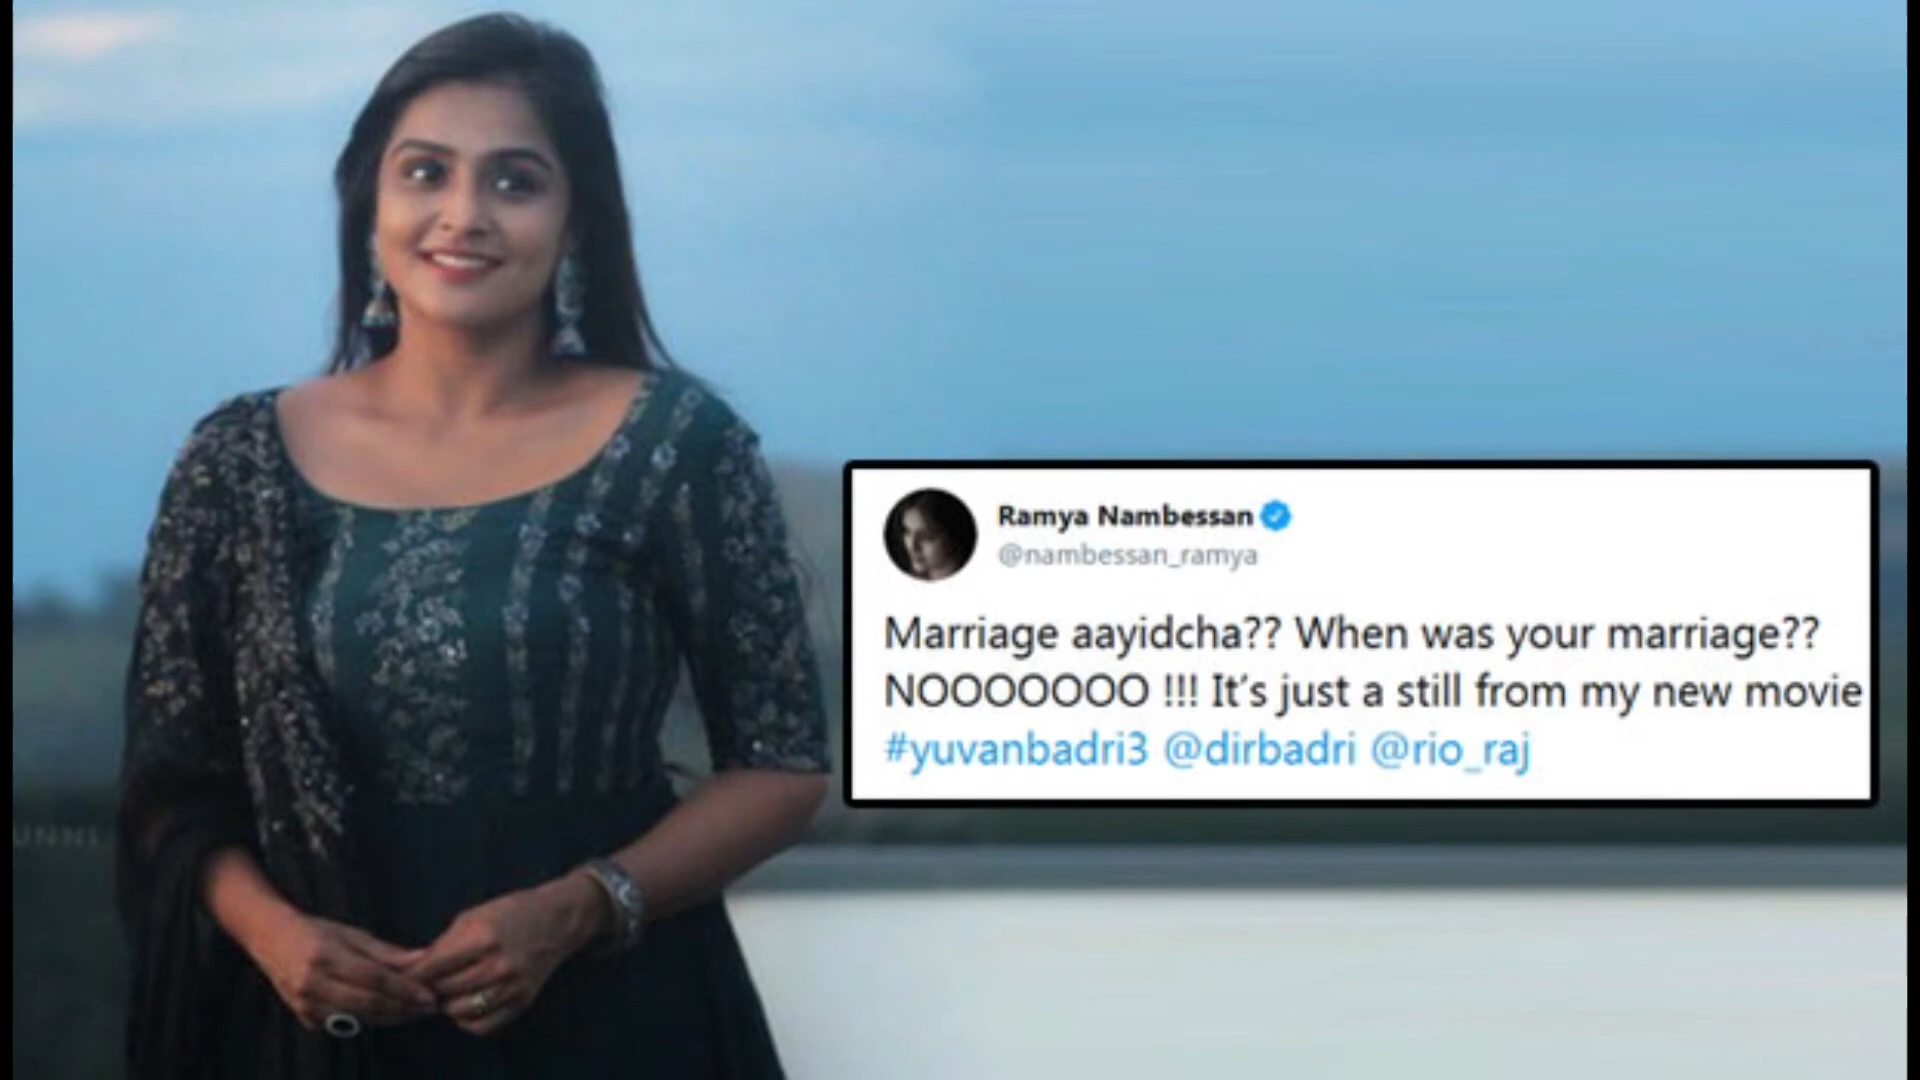 Ramya Nambessan
@nambessan_ramya
Marriage aayidcha?? When was your marriage??
NOOOOOOO !!! It's just a still from my new movie
#yuvanbadri3 @dirbadri @rio_raj
UNNI